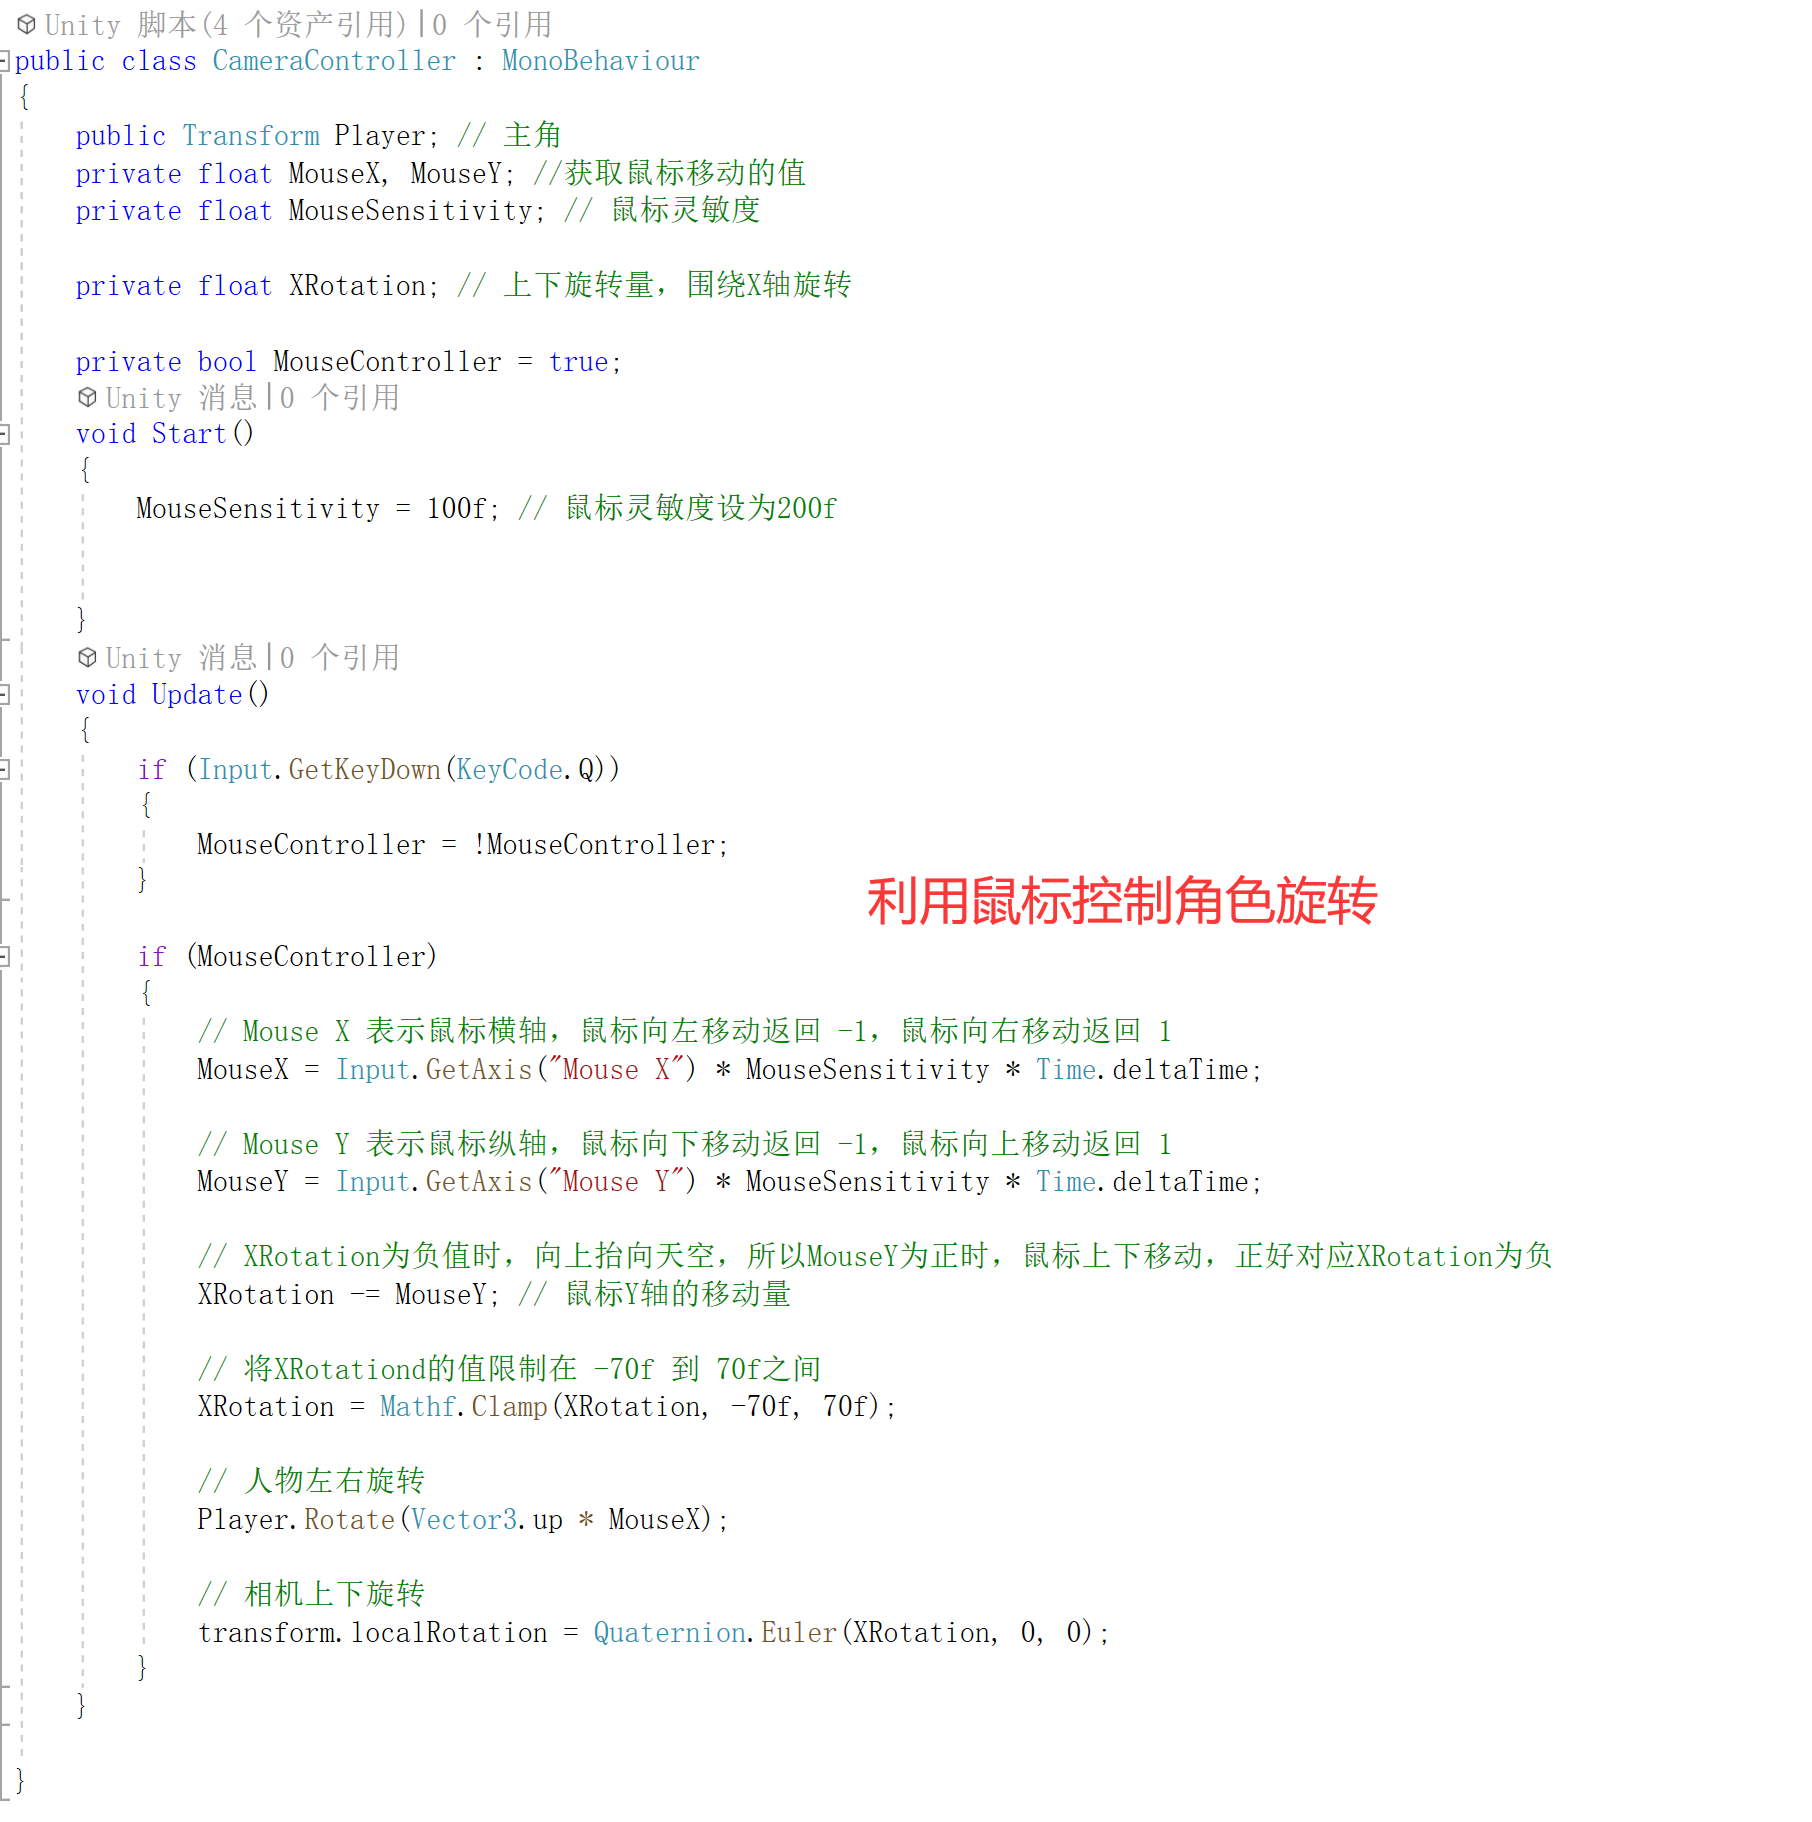 Unity 脚本(4 个资产引用)|0 个引用
public class CameraController : MonoBehaviour
{
public Transform Player; // 主角
private float MouseX, MouseY; //获取鼠标移动的值
private float MouseSensitivity; // 鼠标灵敏度
private float XRotation; // 上下旋转量，围绕X轴旋转
private bool MouseController = true;
Unity 消息|0 个引用
void Start()
{
MouseSensitivity = 100f; // 鼠标灵敏度设为200f
}
Unity 消息|0 个引用
void Update()
{
if (Input.GetKeyDown(KeyCode.Q))
{
MouseController = !MouseController;
}
利用鼠标控制角色旋转
if (MouseController)
{
// Mouse X 表示鼠标横轴，鼠标向左移动返回 -1，鼠标向右移动返回 1
MouseX = Input.GetAxis("Mouse X") * MouseSensitivity * Time.deltaTime;
// Mouse Y 表示鼠标纵轴，鼠标向下移动返回 -1，鼠标向上移动返回 1
MouseY = Input.GetAxis("Mouse Y") * MouseSensitivity * Time.deltaTime;
// XRotation为负值时，向上抬向天空，所以MouseY为正时，鼠标上下移动，正好对应XRotation为负
XRotation -= MouseY; // 鼠标Y轴的移动量
// 将XRotationd的值限制在 -70f 到 70f之间
XRotation = Mathf.Clamp(XRotation, -70f, 70f);
// 人物左右旋转
Player.Rotate(Vector3.up * MouseX);
// 相机上下旋转
transform.localRotation = Quaternion.Euler(XRotation, 0, 0);
}
}
}